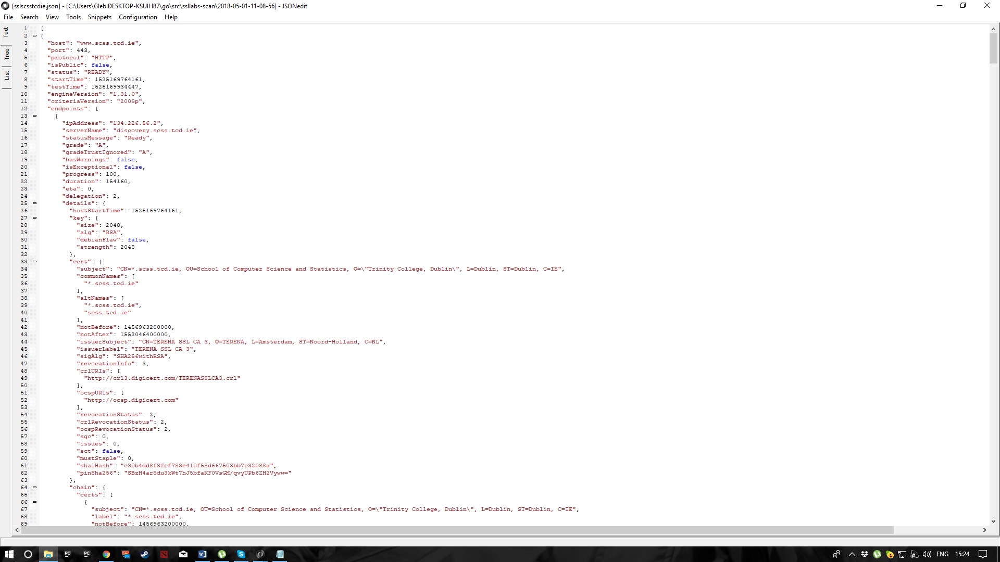 [sslscsstcdie.json] - [C:\Users\Gleb.DESKTOP-KSUIH87\go\src\ssllabs-scan\2018-05-01-11-08-56] - JSONedit
File Search View Tools Snippets Configuration Help
Text
Tree
List
1 [
2 {
3 "host": "www.scss.tcd.ie",
4 "port": 443,
5 "protocol": "HTTP",
6 "isPublic": false,
7 "status": "READY",
8 "startTime": 1525169764161,
9 "testTime": 1525169934447,
10 "engineVersion": "1.31.0",
11 "criteriaVersion": "2009p",
12 "endpoints": [
13 {
14 "ipAddress": "134.226.56.2",
15 "serverName": "discovery.scss.tcd.ie",
16 "statusMessage": "Ready",
17 "grade": "A",
18 "gradeTrustIgnored": "A",
19 "hasWarnings": false,
20 "isExceptional": false,
21 "progress": 100,
22 "duration": 154160,
23 "eta": 0,
24 "delegation": 2,
25 "details": {
26 "hostStartTime": 1525169764161,
27 "key": {
28 "size": 2048,
29 "alg": "RSA",
30 "debianFlaw": false,
31 "strength": 2048
32 },
33 "cert": {
34 "subject": "CN=*.scss.tcd.ie, OU=School of Computer Science and Statistics, O=\"Trinity College, Dublin\", L=Dublin, ST=Dublin, C=IE",
35 "commonNames": [
36 "*.scss.tcd.ie"
37 ],
38 "altNames": [
39 "*.scss.tcd.ie",
40 "scss.tcd.ie"
41 ],
42 "notBefore": 1456963200000,
43 "notAfter": 1552046400000,
44 "issuerSubject": "CN=TERENA SSL CA 3, O=TERENA, L=Amsterdam, ST=Noord-Holland, C=NL",
45 "issuerLabel": "TERENA SSL CA 3",
46 "sigAlg": "SHA256withRSA",
47 "revocationInfo": 3,
48 "crlURIs": [
49 "http://crl3.digicert.com/TERENASSLCA3.crl"
50 ],
51 "ocspURIs": [
52 "http://ocsp.digicert.com"
53 ],
54 "revocationStatus": 2,
55 "crlRevocationStatus": 2,
56 "ocspRevocationStatus": 2,
57 "sgc": 0,
58 "issues": 0,
59 "sct": false,
60 "mustStaple": 0,
61 "sha1Hash": "c30b4dd8f3fcf783e410f58d667503bb7c32088a",
62 "pinSha256": "SBzH4ar8du3kWt7hJ5bfaKF0VsGM/qvyUPb6ZH2Vyww="
63 },
64 "chain": {
65 "certs": [
66 {
67 "subject": "CN=*.scss.tcd.ie, OU=School of Computer Science and Statistics, O=\"Trinity College, Dublin\", L=Dublin, ST=Dublin, C=IE",
68 "label": "*.scss.tcd.ie",
69 "notBefore": 1456963200000,
ENG 15:24